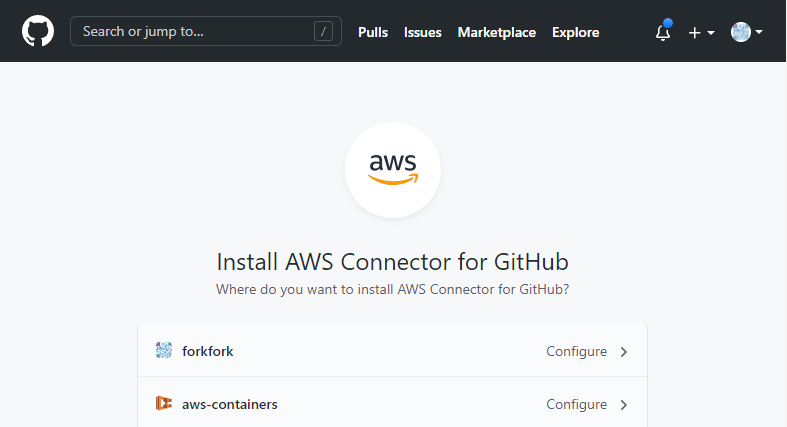 Search or jump to... / Pulls Issues Marketplace Explore
aws
Install AWS Connector for GitHub
Where do you want to install AWS Connector for GitHub?
forkfork Configure
aws-containers Configure